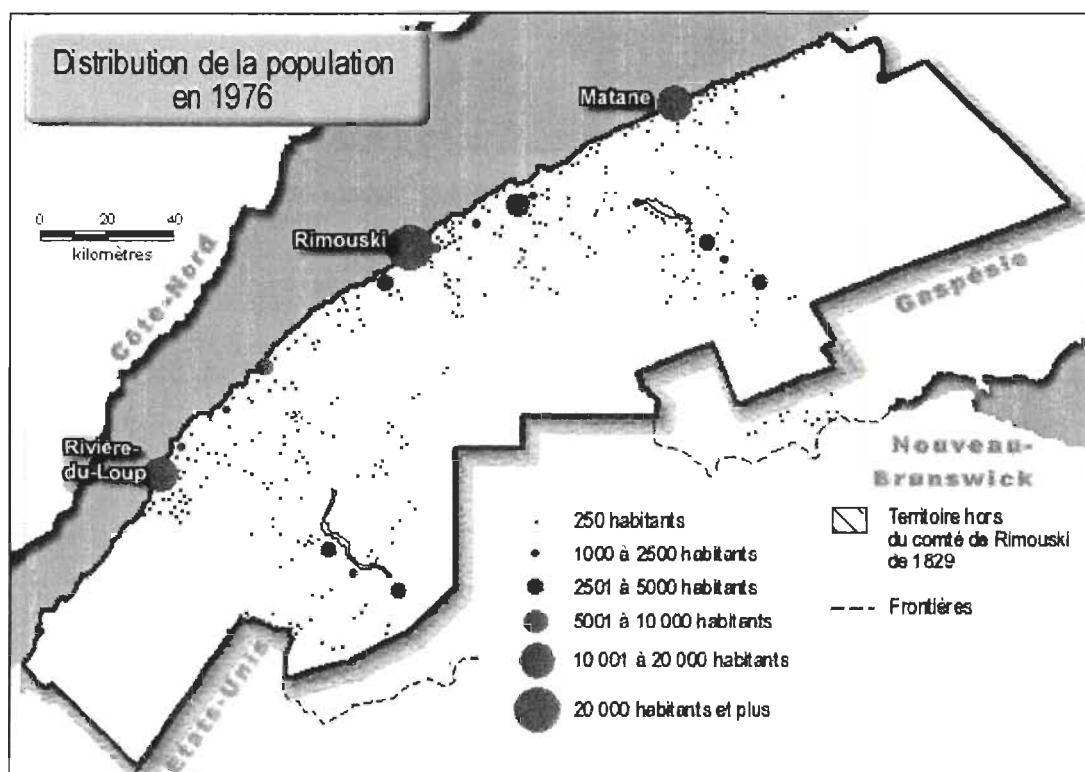 Distribution de la population
en 1976
Matane
0 20 40
kilomètres
Rimouski
Côte-Nord
Gaspésie
Rivière-
du-Loup
Nouveau-
Brunswick
États-Unis
250 habitants
1000 à 2500 habitants
2501 à 5000 habitants
5001 à 10 000 habitants
10 001 à 20 000 habitants
20 000 habitants et plus
Territoire hors
du comté de Rimouski
de 1829
Frontières